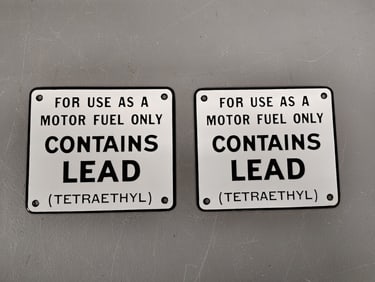 FOR USE AS A
MOTOR FUEL ONLY
CONTAINS
LEAD
(TETRAETHYL)
FOR USE AS A
MOTOR FUEL ONLY
CONTAINS
LEAD
(TETRAETHYL)